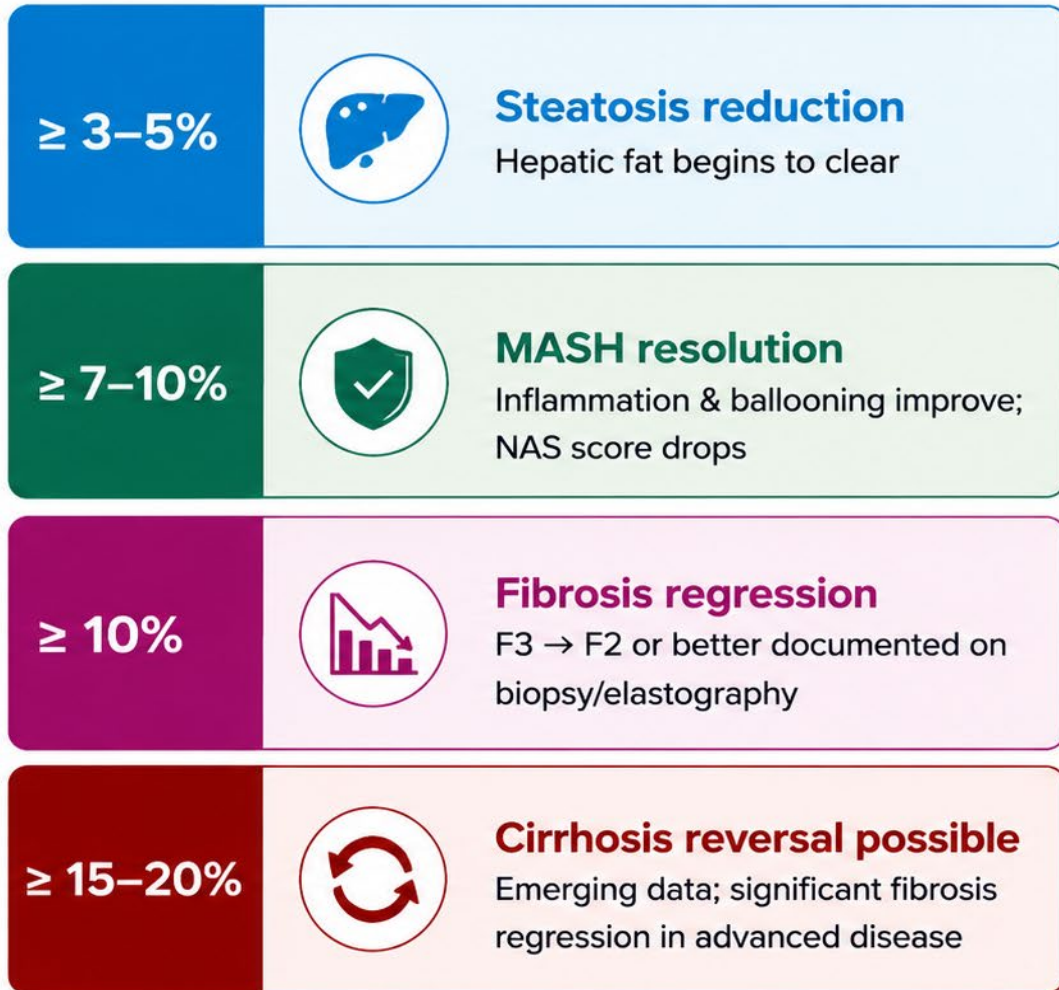 ≥ 3–5%
Steatosis reduction
Hepatic fat begins to clear
≥ 7–10%
MASH resolution
Inflammation & ballooning improve;
NAS score drops
≥ 10%
Fibrosis regression
F3 → F2 or better documented on
biopsy/elastography
≥ 15–20%
Cirrhosis reversal possible
Emerging data; significant fibrosis
regression in advanced disease